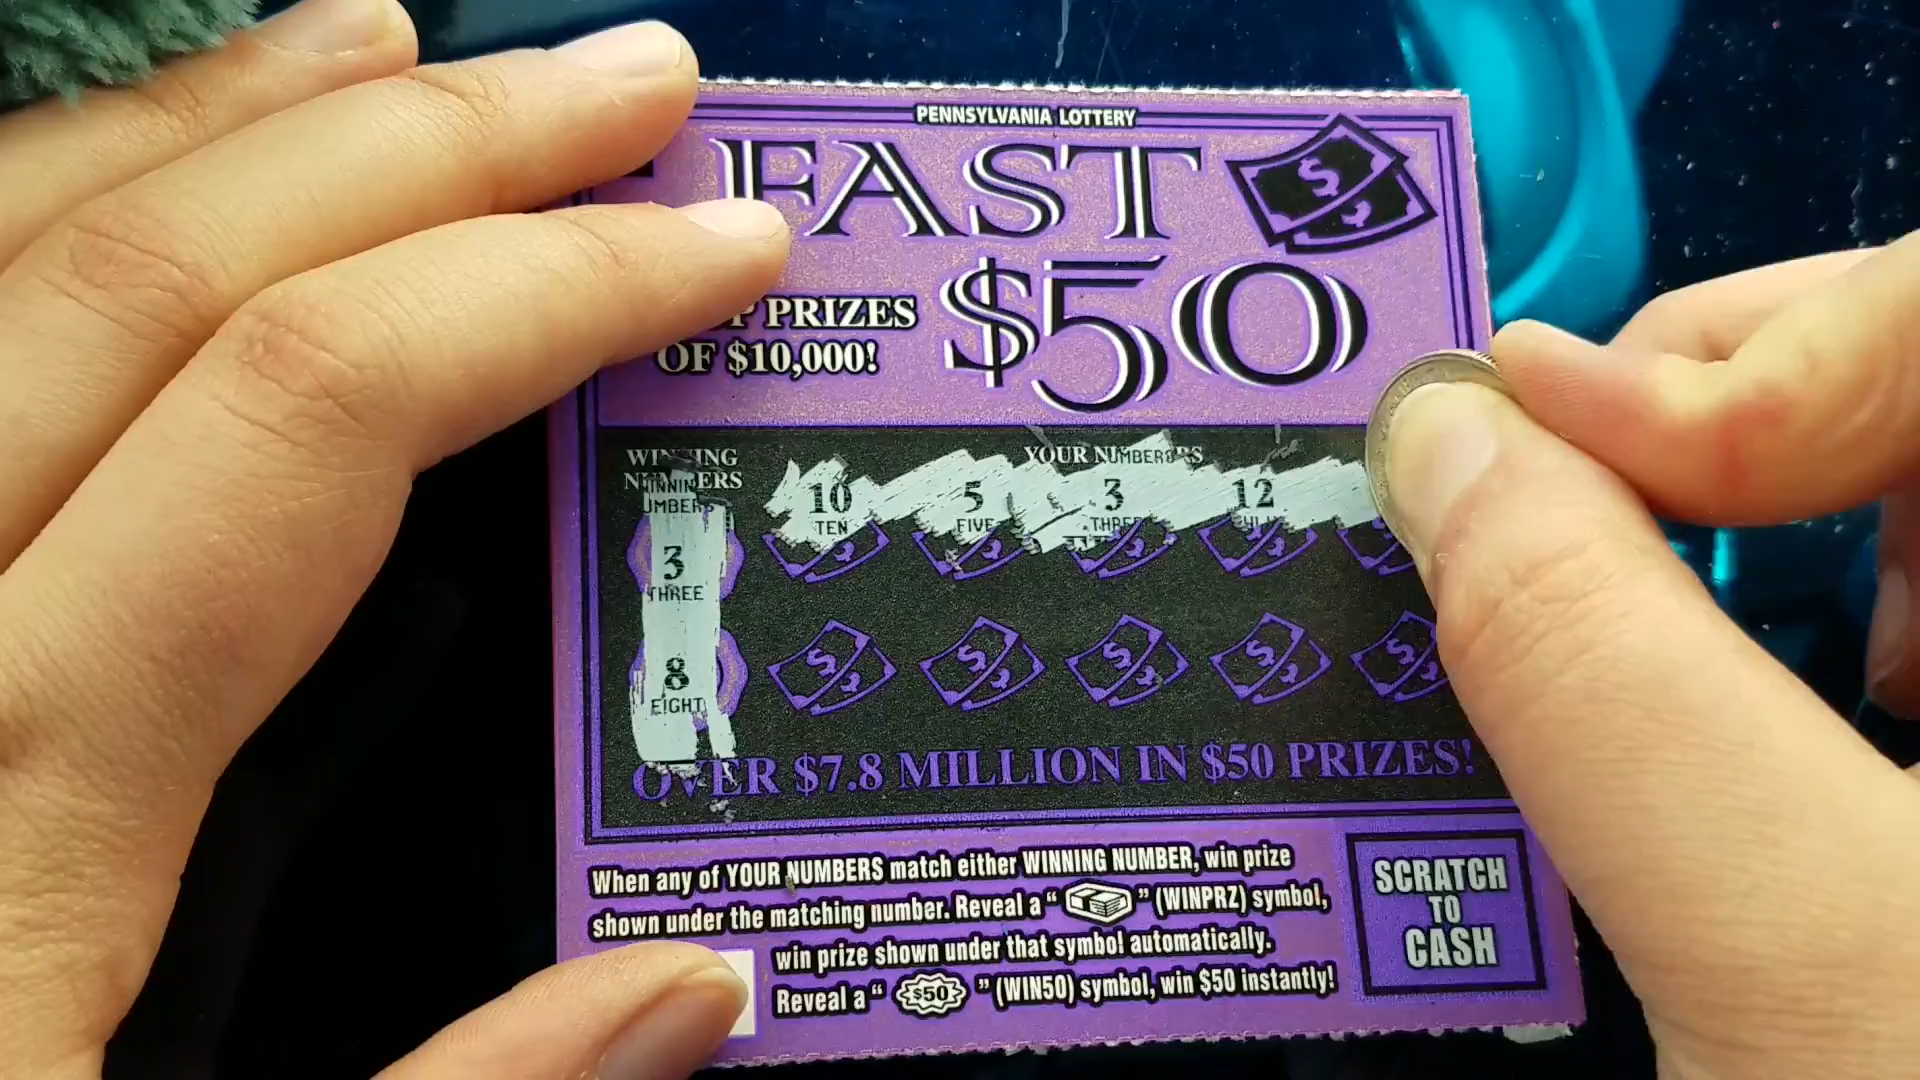 PENNSYLVANIA LOTTERY
FAST
$50
PRIZES
OF $10,000!
WINNING
NUMBERS
YOUR NUMBERS
10
TEN
5
FIVE
3
THREE
12
3
THREE
8
EIGHT
OVER $7.8 MILLION IN $50 PRIZES!
When any of YOUR NUMBERS match either WINNING NUMBER, win prize
shown under the matching number. Reveal a " " (WINPRZ) symbol,
win prize shown under that symbol automatically.
Reveal a " $50 " (WIN50) symbol, win $50 instantly!
SCRATCH
TO
CASH